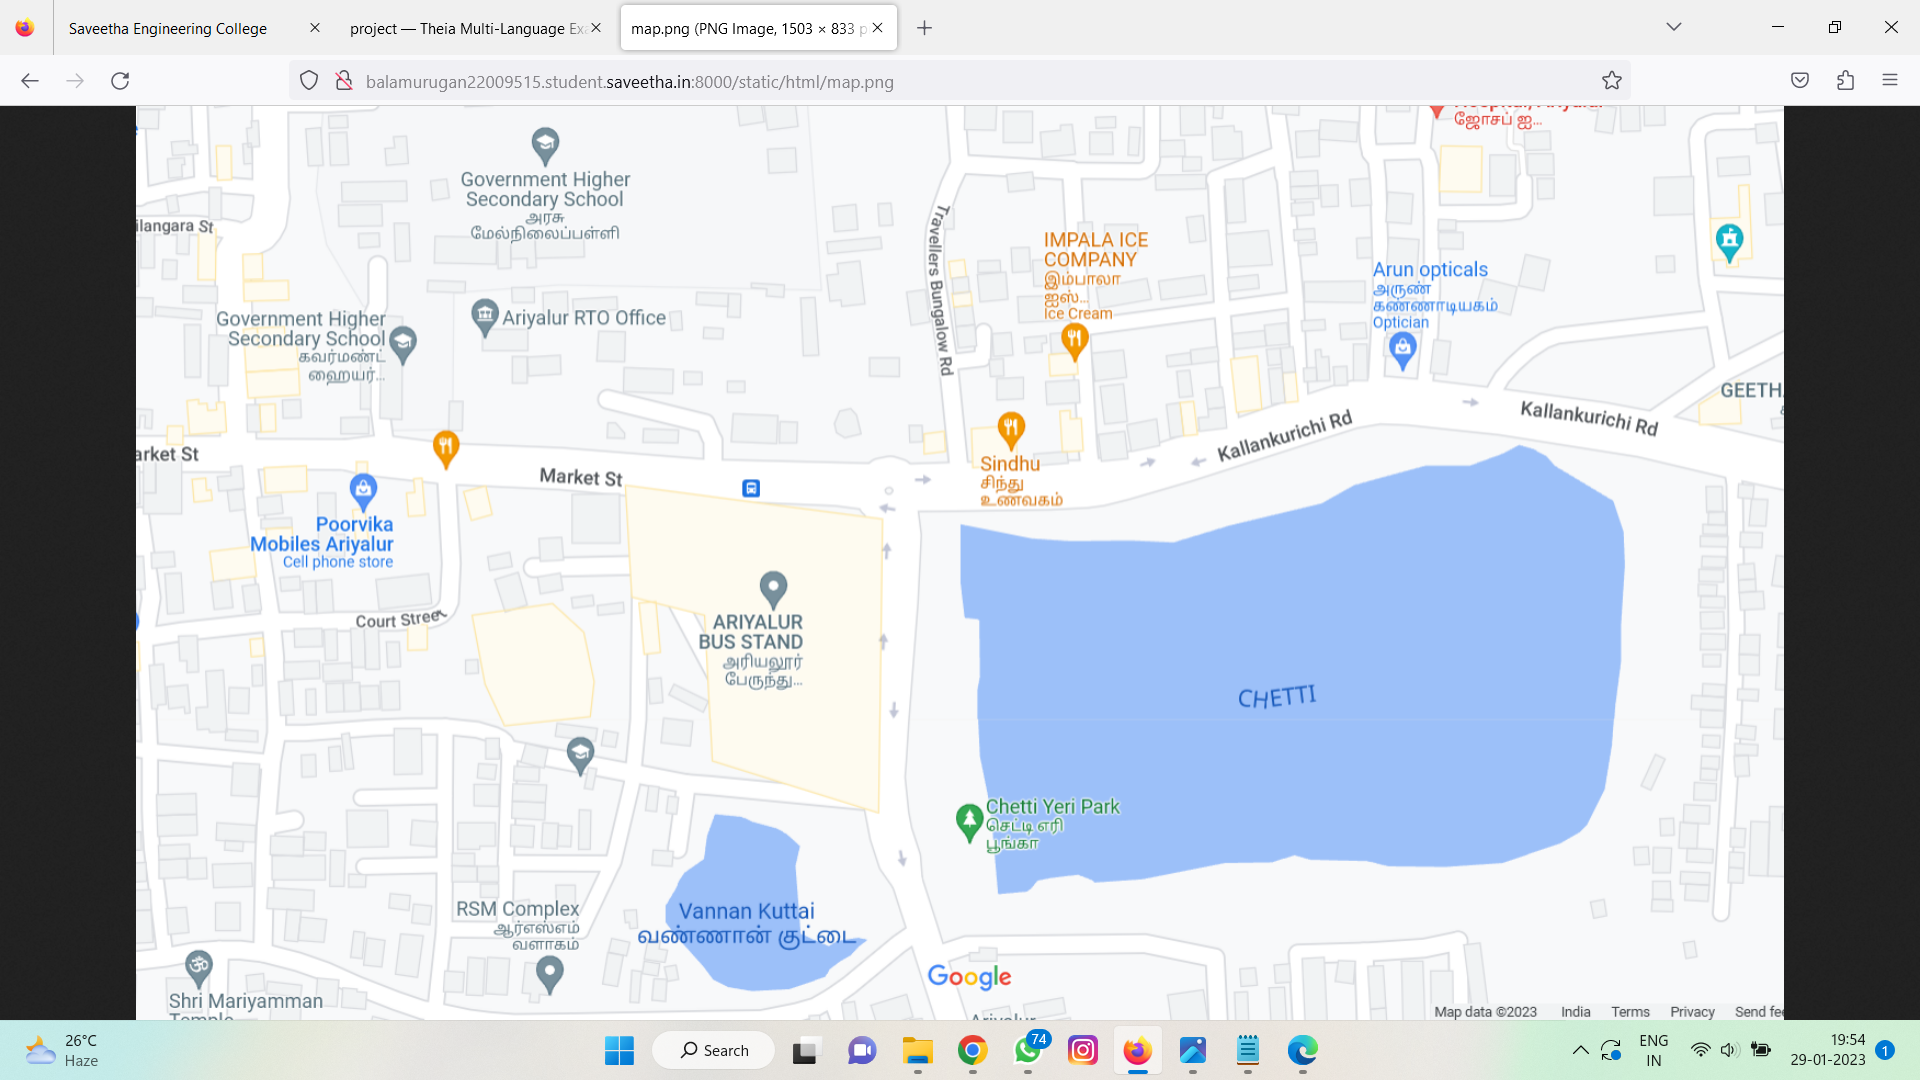 Saveetha Engineering College
project — Theia Multi-Language Exa
map.png (PNG Image, 1503 × 833 p
balamurugan22009515.student.saveetha.in:8000/static/html/map.png
ஜோசப் ஐ...
Government Higher
Secondary School
அரசு
மேல்நிலைப்பள்ளி
ilangara St
Travellers Bungalow Rd
IMPALA ICE
COMPANY
இம்பாலா
ஐஸ்...
Ice Cream
Arun opticals
அருண்
கண்ணாடியகம்
Optician
Government Higher
Secondary School
கவர்மண்ட்
ஹையர்...
Ariyalur RTO Office
GEETH
Kallankurichi Rd
Kallankurichi Rd
arket St
Market St
Sindhu
சிந்து
உணவகம்
Poorvika
Mobiles Ariyalur
Cell phone store
Court Street
ARIYALUR
BUS STAND
அரியலூர்
பேருந்து...
CHETTI
Chetti Yeri Park
செட்டி எரி
பூங்கா
RSM Complex
ஆர்எஸ்எம்
வளாகம்
Vannan Kuttai
வண்ணான் குட்டை
Shri Mariyamman
Temple
Google
Ariyalur
Map data ©2023 India Terms Privacy Send fee
26°C
Haze
Search
74
ENG
IN
19:54
29-01-2023
1